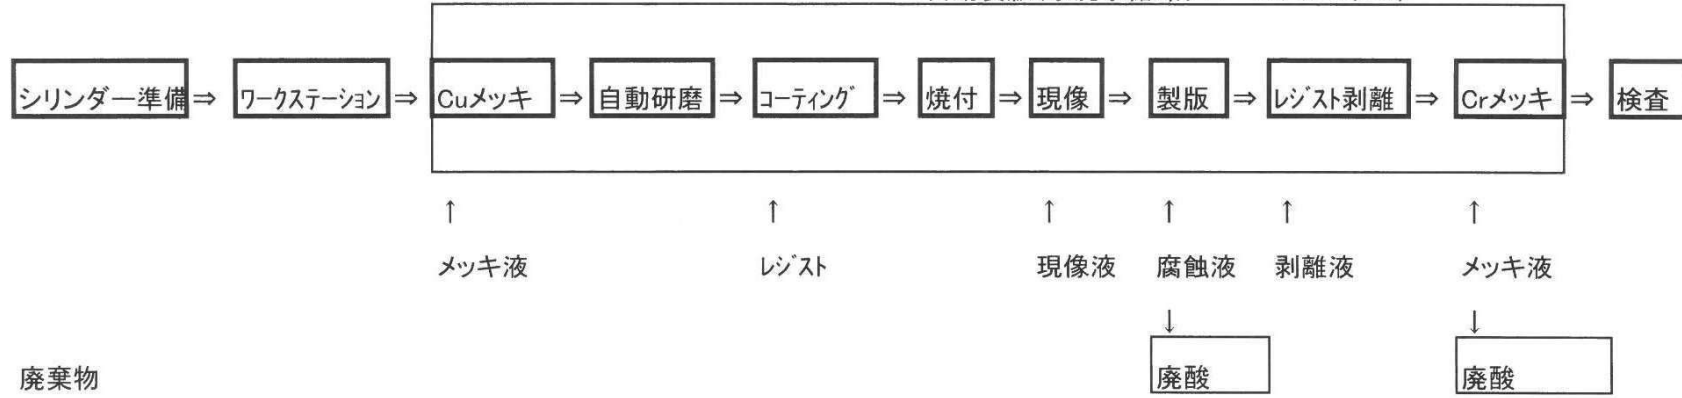 シリンダー準備 ⇒ ワークステーション ⇒ Cuメッキ ⇒ 自動研磨 ⇒ コーティング ⇒ 焼付 ⇒ 現像 ⇒ 製版 ⇒ レジスト剥離 ⇒ Crメッキ ⇒ 検査
↑ ↑ ↑ ↑ ↑ ↑
メッキ液 レジスト 現像液 腐蝕液 剥離液 メッキ液
↓ ↓
廃棄物 廃酸 廃酸